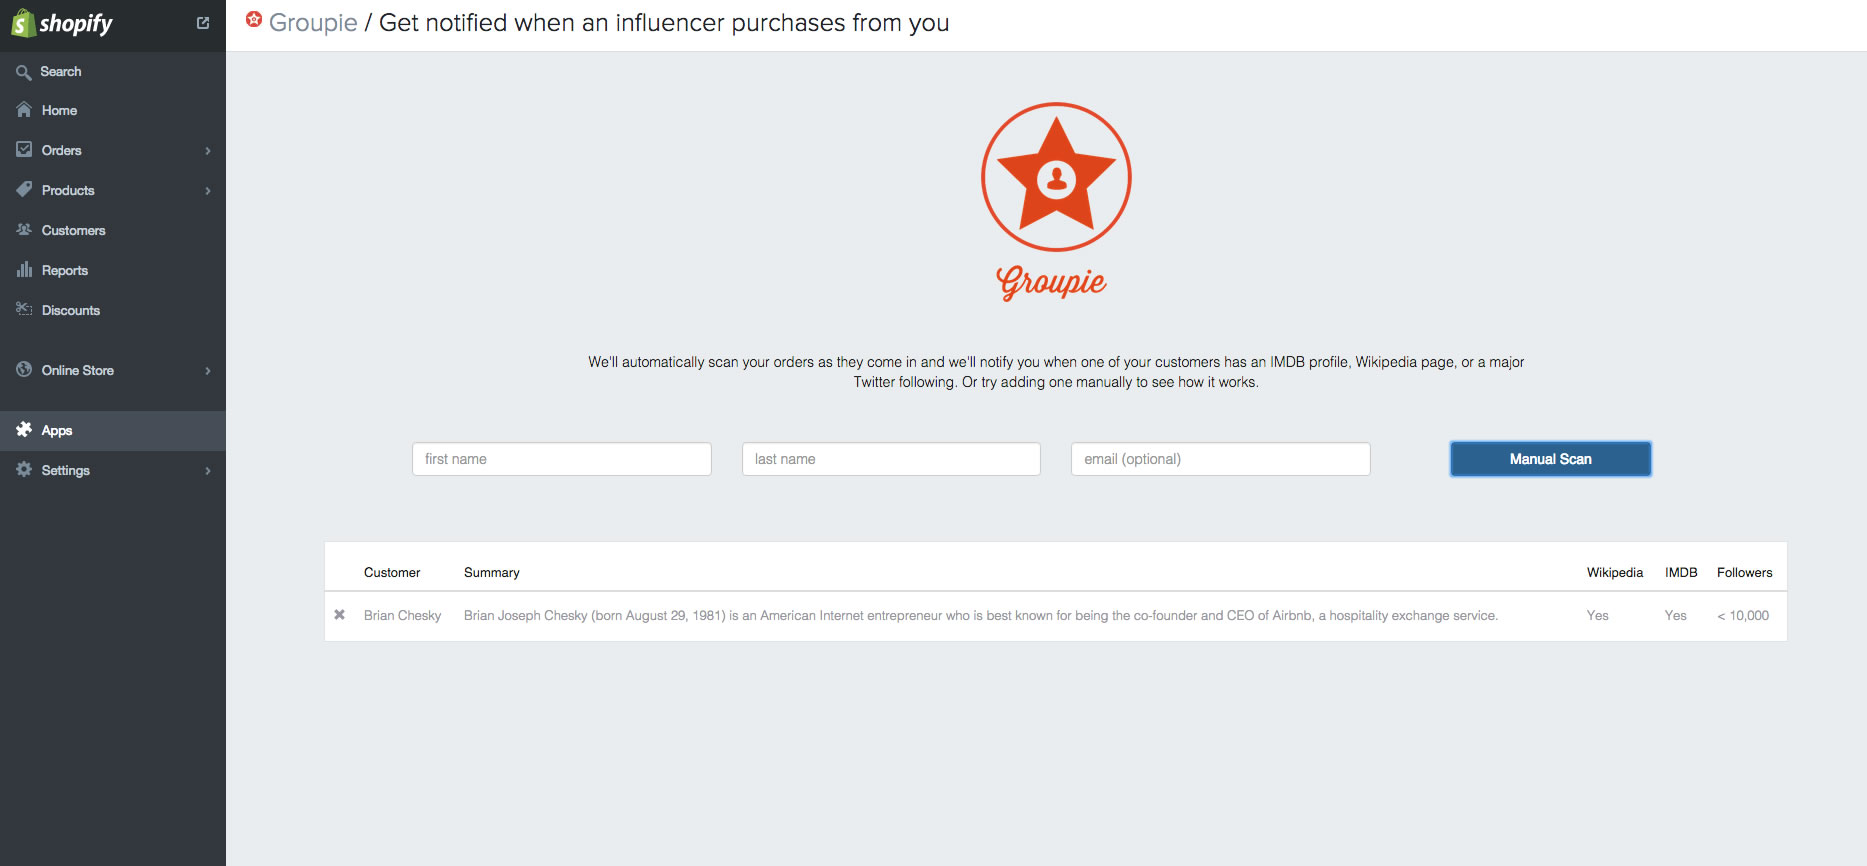 shopify
Groupie / Get notified when an influencer purchases from you
Search
Home
Orders
Products
Customers
Reports
Discounts
Online Store
Apps
Settings
Groupie
We'll automatically scan your orders as they come in and we'll notify you when one of your customers has an IMDB profile, Wikipedia page, or a major
Twitter following. Or try adding one manually to see how it works.
first name last name email (optional) Manual Scan
Customer Summary Wikipedia IMDB Followers
Brian Chesky Brian Joseph Chesky (born August 29, 1981) is an American Internet entrepreneur who is best known for being the co-founder and CEO of Airbnb, a hospitality exchange service. Yes Yes < 10,000